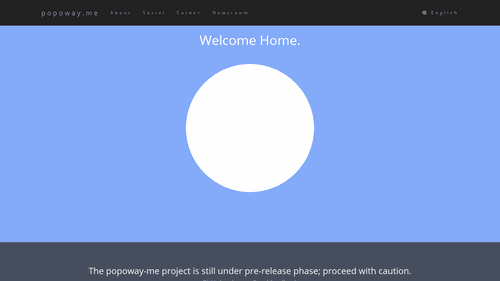 popoway.me About Social Career Newsroom English
Welcome Home.
The popoway-me project is still under pre-release phase; proceed with caution.